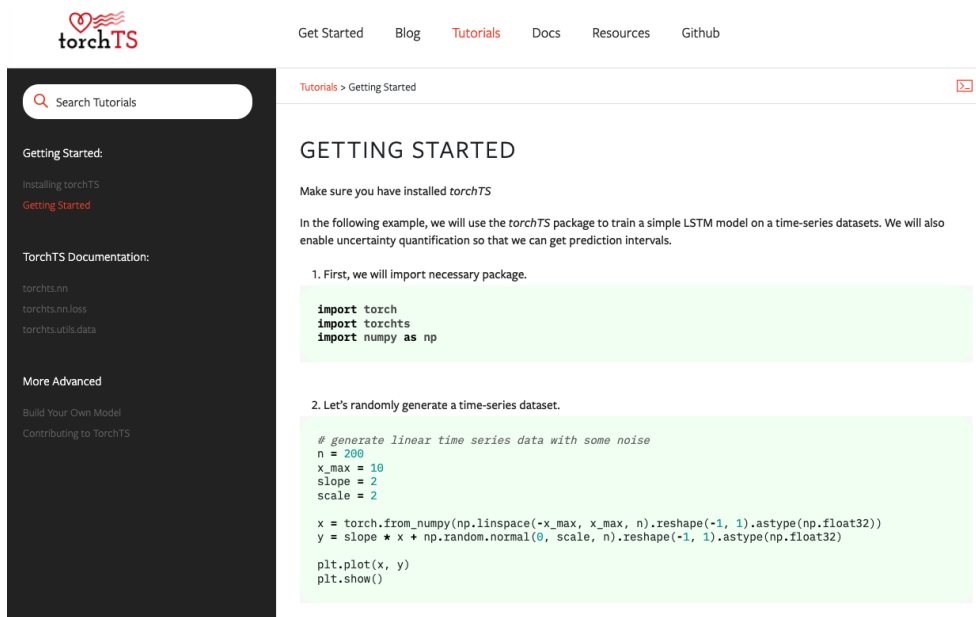 torchTS
Get Started
Blog
Tutorials
Docs
Resources
Github
Search Tutorials
Getting Started:
Installing torchTS
Getting Started
TorchTS Documentation:
torchts.nn
torchts.nn.loss
torchts.utils.data
More Advanced
Build Your Own Model
Contributing to TorchTS
Tutorials > Getting Started
GETTING STARTED
Make sure you have installed torchTS
In the following example, we will use the torchTS package to train a simple LSTM model on a time-series datasets. We will also
enable uncertainty quantification so that we can get prediction intervals.
1. First, we will import necessary package.
import torch
import torchts
import numpy as np
2. Let's randomly generate a time-series dataset.
# generate linear time series data with some noise
n = 200
x_max = 10
slope = 2
scale = 2
x = torch.from_numpy(np.linspace(-x_max, x_max, n).reshape(-1, 1).astype(np.float32))
y = slope * x + np.random.normal(0, scale, n).reshape(-1, 1).astype(np.float32)
plt.plot(x, y)
plt.show()